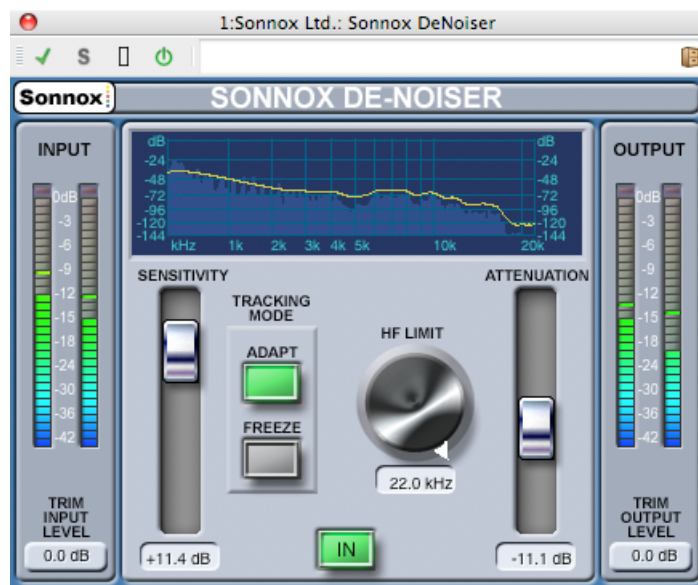 1:Sonnox Ltd.: Sonnox DeNoiser
S
Sonnox
SONNOX DE-NOISER
INPUT
0dB
-3
-6
-9
-12
-15
-18
-24
-30
-36
-42
TRIM
INPUT
LEVEL
0.0 dB
dB
-24
-48
-72
-96
-120
-144
dB
-24
-48
-72
-96
-120
-144
kHz 1k 2k 3k 4k 5k 10k 20k
SENSITIVITY
+11.4 dB
TRACKING
MODE
ADAPT
FREEZE
HF LIMIT
22.0 kHz
IN
ATTENUATION
-11.1 dB
OUTPUT
0dB
-3
-6
-9
-12
-15
-18
-24
-30
-36
-42
TRIM
OUTPUT
LEVEL
0.0 dB